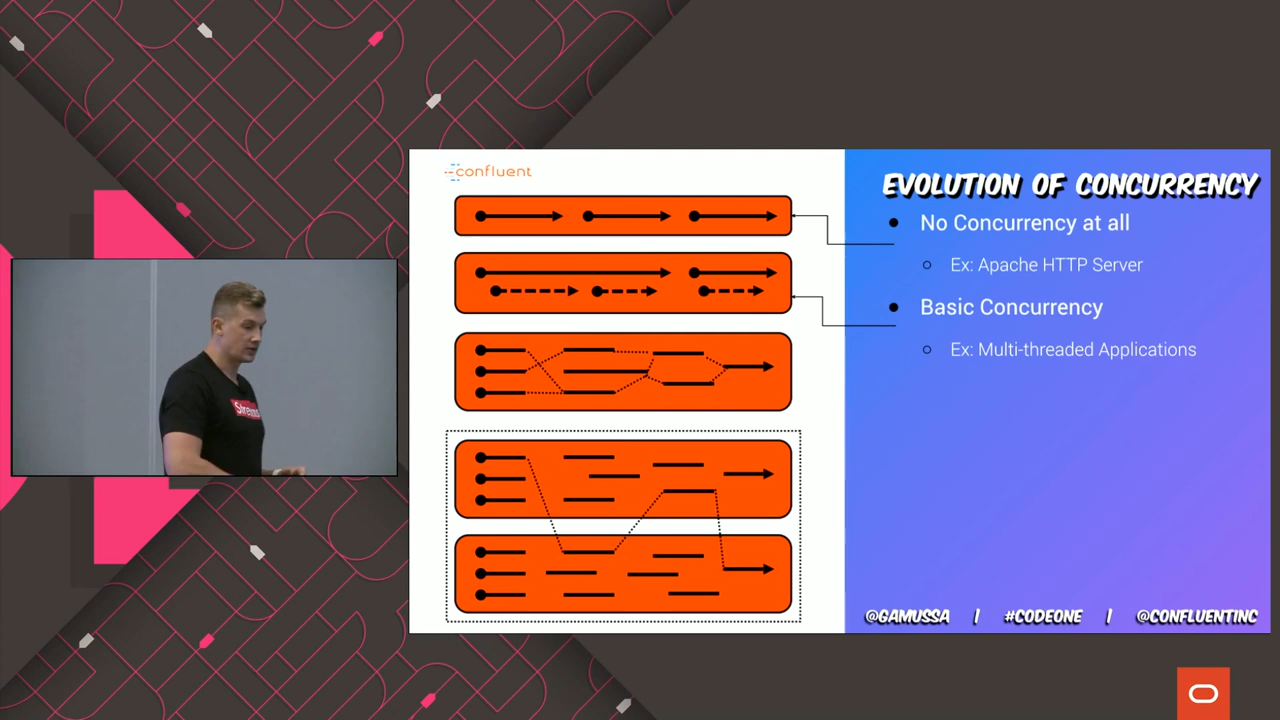 confluent
EVOLUTION OF CONCURRENCY
No Concurrency at all
Ex: Apache HTTP Server
Basic Concurrency
Ex: Multi-threaded Applications
@GAMUSSA | #CODEONE | @CONFLUENTINC